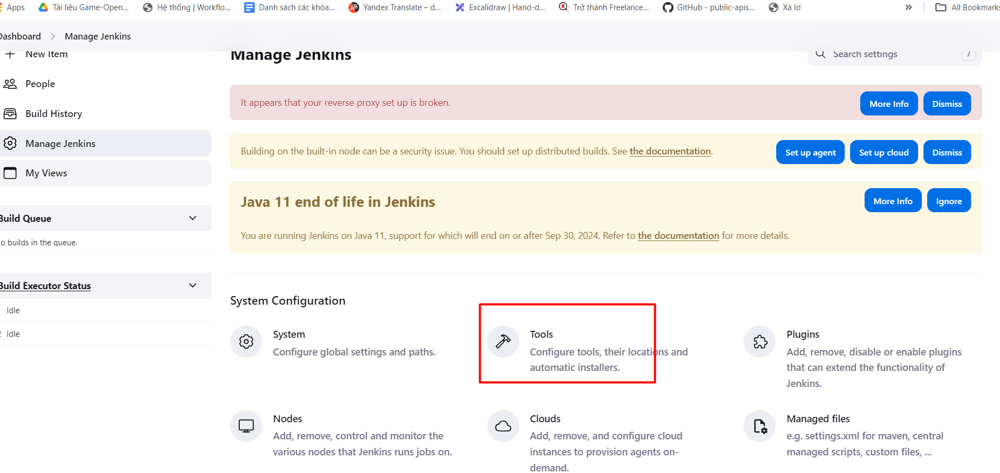 Apps Tài liệu Game-Open... Hệ thống | Workflo... Danh sách các khóa... Yandex Translate – d... Excalidraw | Hand-d... Trở thành Freelance... GitHub - public-apis... Xà lơ » All Bookmarks
Dashboard > Manage Jenkins
New Item
People
Build History
Manage Jenkins
My Views
Build Queue
o builds in the queue.
Build Executor Status
Idle
2 Idle
Manage Jenkins
Search settings /
It appears that your reverse proxy set up is broken. More Info Dismiss
Building on the built-in node can be a security issue. You should set up distributed builds. See the documentation. Set up agent Set up cloud Dismiss
Java 11 end of life in Jenkins More Info Ignore
You are running Jenkins on Java 11, support for which will end on or after Sep 30, 2024. Refer to the documentation for more details.
System Configuration
System
Configure global settings and paths.
Tools
Configure tools, their locations and
automatic installers.
Plugins
Add, remove, disable or enable plugins
that can extend the functionality of
Jenkins.
Nodes
Add, remove, control and monitor the
various nodes that Jenkins runs jobs on.
Clouds
Add, remove, and configure cloud
instances to provision agents on-
demand.
Managed files
e.g. settings.xml for maven, central
managed scripts, custom files, ...